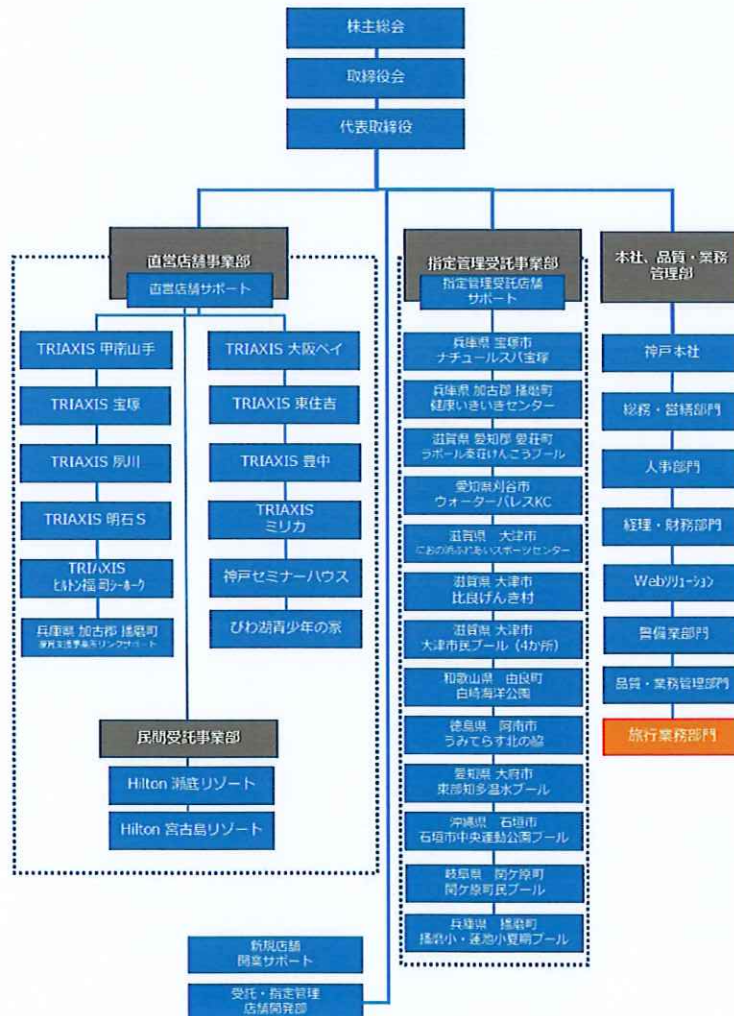 株主総会
取締役会
代表取締役
直営店舗事業部
直営店舗サポート
TRIAXIS 甲南山手
TRIAXIS 宝塚
TRIAXIS 夙川
TRIAXIS 明石S
TRIAXIS
兵庫県 加古郡 播磨町
TRIAXIS 大阪ベイ
TRIAXIS 東住吉
TRIAXIS 豊中
TRIAXIS
ミリカ
神戸セミナーハウス
びわ湖青少年の家
民間受託事業部
Hilton 瀬底リゾート
Hilton 宮古島リゾート
新規店舗
開業サポート
受託・指定管理
店舗開発部
指定管理受託事業部
指定管理受託店舗
サポート
兵庫県 宝塚市
ナチュールスパ宝塚
兵庫県 加古郡 播磨町
健康いきいきセンター
滋賀県 愛知郡 愛荘町
ラポール秦荘けんこうプール
愛知県刈谷市
ウォーターパレスKC
滋賀県 大津市
におの浜ふれあいスポーツセンター
滋賀県 大津市
比良げんき村
滋賀県 大津市
大津市民プール（4か所）
和歌山県 由良町
白崎海洋公園
徳島県 阿南市
うみてらす北の脇
愛知県 大府市
東部知多温水プール
沖縄県 石垣市
石垣市中央運動公園プール
岐阜県 関ケ原町
関ケ原町民プール
兵庫県 播磨町
播磨小・蓮池小夏期プール
本社、品質・業務
管理部
神戸本社
総務・営繕部門
人事部門
経理・財務部門
Webソリューション
警備業部門
品質・業務管理部門
旅行業務部門